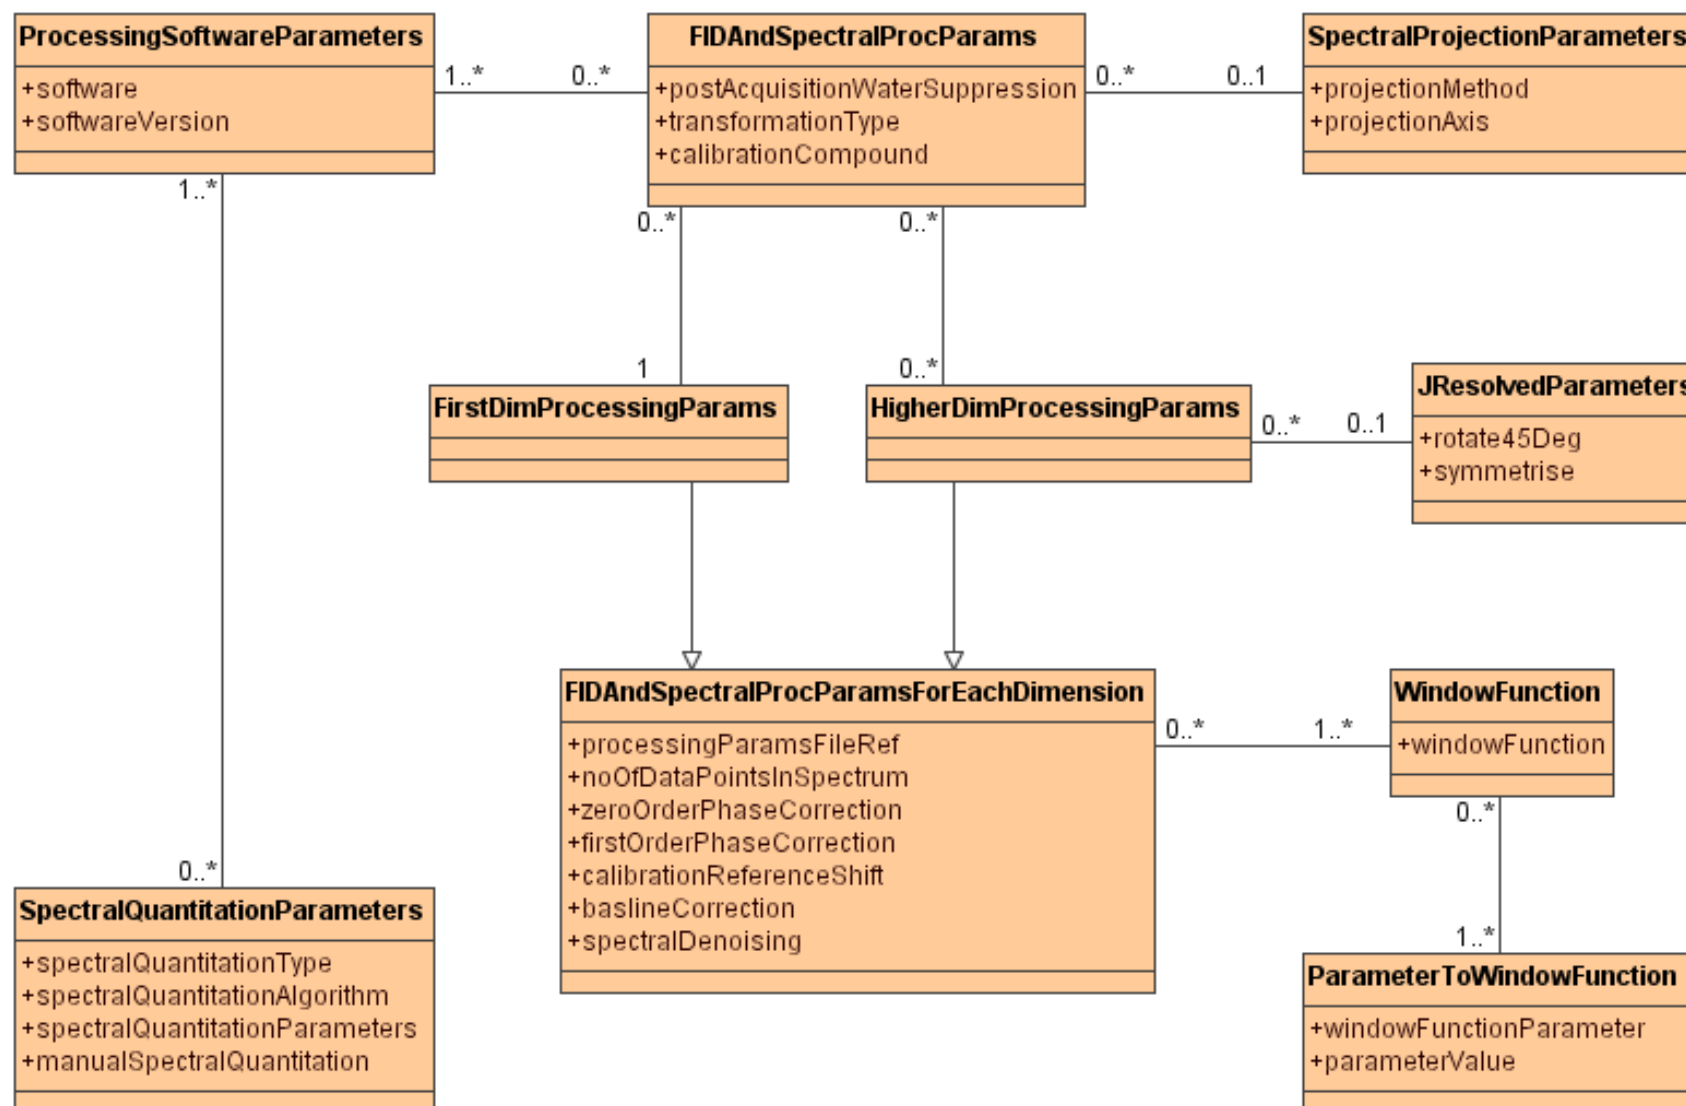 ProcessingSoftwareParameters
+software
+softwareVersion
1..*
0..*
FIDAndSpectralProcParams
+postAcquisitionWaterSuppression
+transformationType
+calibrationCompound
0..*
0..1
SpectralProjectionParameters
+projectionMethod
+projectionAxis
1..*
0..*
0..*
1
0..*
FirstDimProcessingParams
HigherDimProcessingParams
0..*
0..1
JResolvedParameters
+rotate45Deg
+symmetrise
FIDAndSpectralProcParamsForEachDimension
+processingParamsFileRef
+noOfDataPointsInSpectrum
+zeroOrderPhaseCorrection
+firstOrderPhaseCorrection
+calibrationReferenceShift
+baslineCorrection
+spectralDenoising
0..*
1..*
WindowFunction
+windowFunction
0..*
1..*
0..*
SpectralQuantitationParameters
+spectralQuantitationType
+spectralQuantitationAlgorithm
+spectralQuantitationParameters
+manualSpectralQuantitation
ParameterToWindowFunction
+windowFunctionParameter
+parameterValue